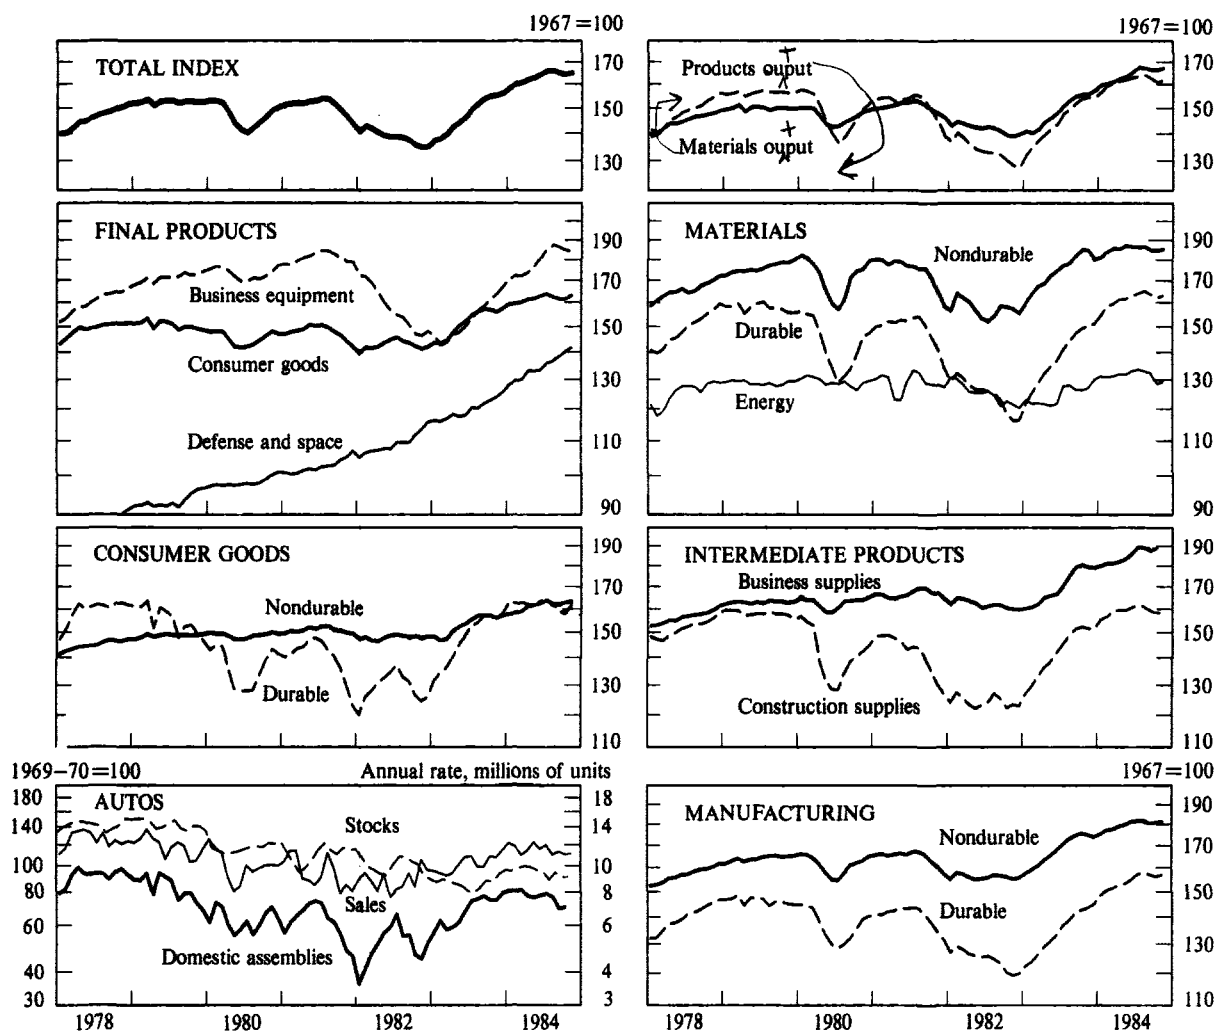 1967=100
TOTAL INDEX
170
150
130
1967=100
Products ouput
t
Materials ouput
t
170
150
130
FINAL PRODUCTS
Business equipment
Consumer goods
Defense and space
190
170
150
130
110
90
MATERIALS
Nondurable
Durable
Energy
190
170
150
130
110
90
CONSUMER GOODS
Nondurable
Durable
190
170
150
130
110
INTERMEDIATE PRODUCTS
Business supplies
Construction supplies
190
170
150
130
110
1969–70=100 Annual rate, millions of units
AUTOS
Stocks
Sales
Domestic assemblies
180
140
100
80
60
40
30
18
14
10
8
6
4
3
1978 1980 1982 1984
1967=100
MANUFACTURING
Nondurable
Durable
190
170
150
130
110
1978 1980 1982 1984